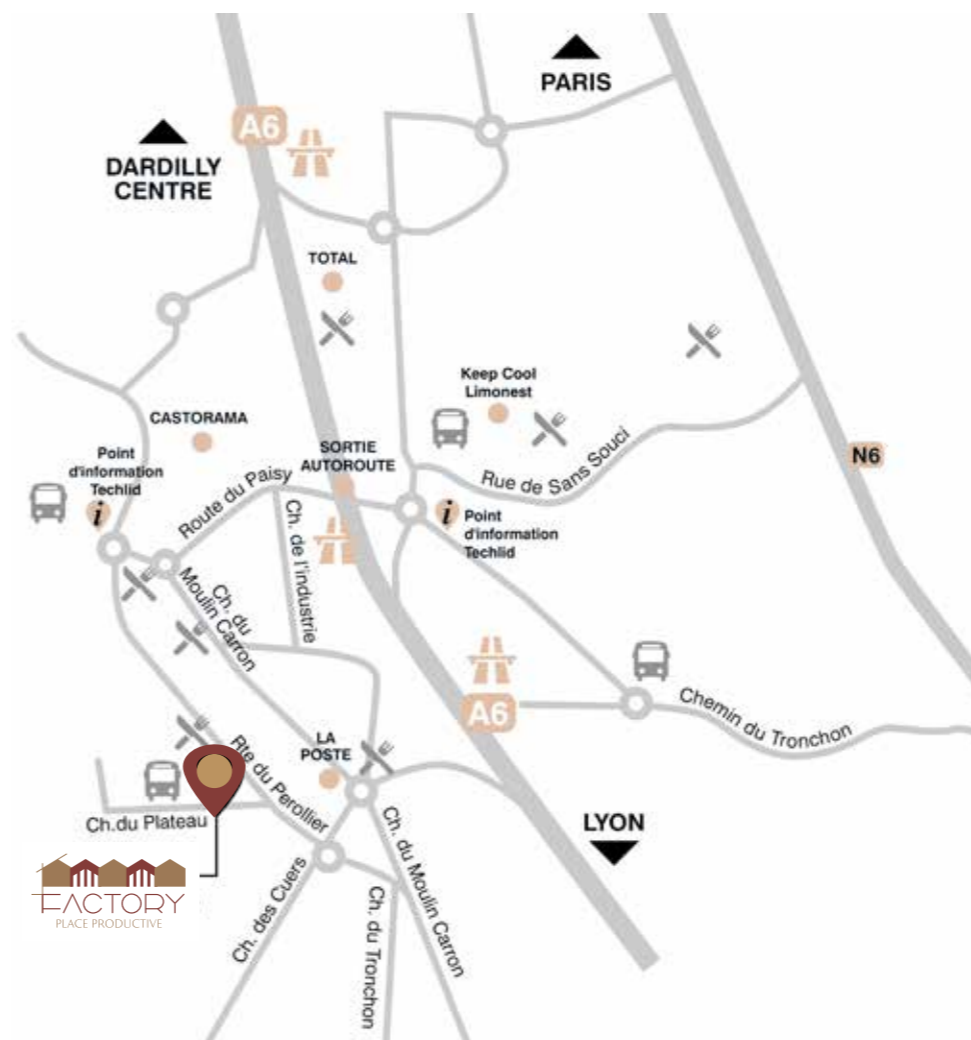 PARIS
A6
DARDILLY
CENTRE
TOTAL
Keep Cool
Limonest
CASTORAMA
SORTIE
AUTOROUTE
Point
d'information
Techlid
i
Route du Paisy
Rue de Sans Souci
N6
i
Point
d'information
Techlid
Ch. de l'industrie
Ch. du
Moulin Carron
A6
Chemin du Tronchon
LA
POSTE
Rte du Perollier
Ch.du Plateau
LYON
Ch. du Moulin Carron
Ch. des Cuers
Ch. du Tronchon
FACTORY
PLACE PRODUCTIVE